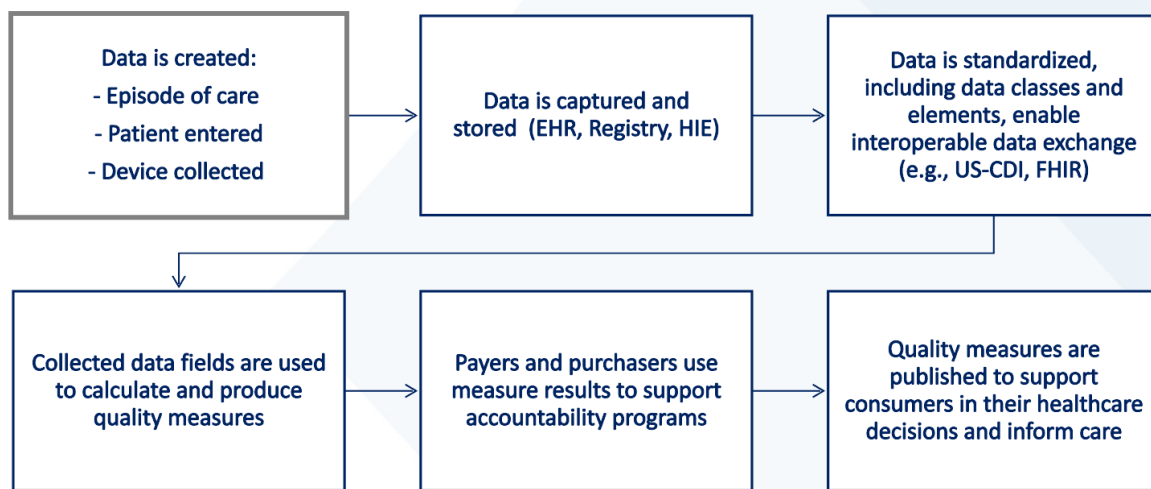 Data is created:
- Episode of care
- Patient entered
- Device collected
Data is captured and
stored (EHR, Registry, HIE)
Data is standardized,
including data classes and
elements, enable
interoperable data exchange
(e.g., US-CDI, FHIR)
Collected data fields are used
to calculate and produce
quality measures
Payers and purchasers use
measure results to support
accountability programs
Quality measures are
published to support
consumers in their healthcare
decisions and inform care